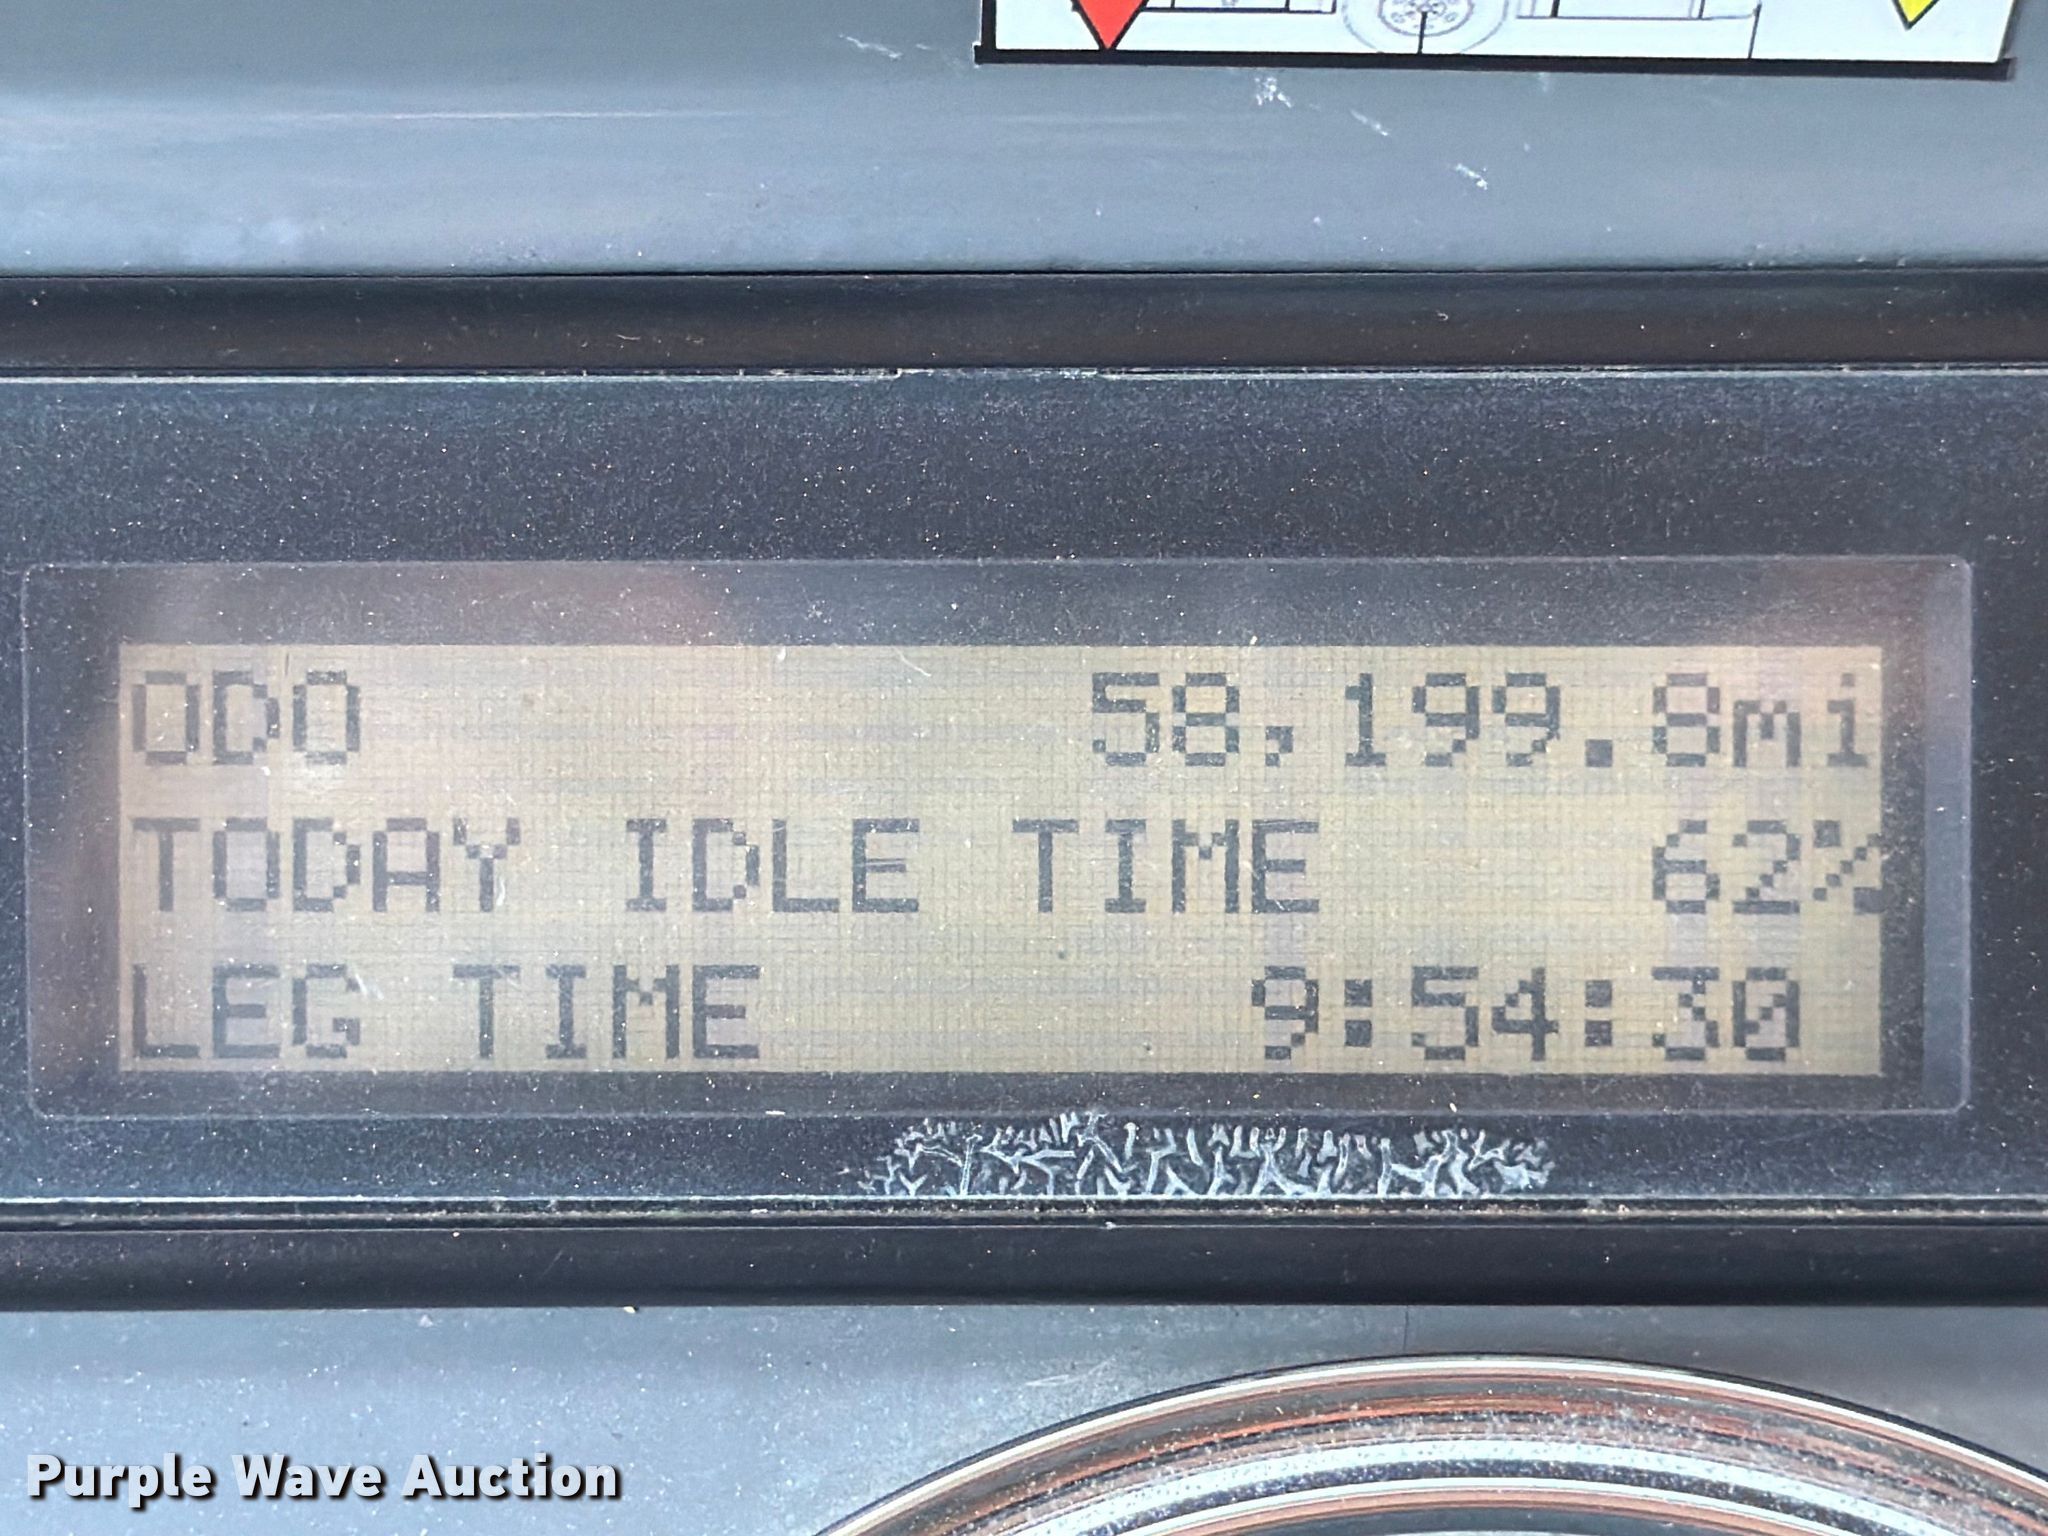 ODO 58,199.8mi
TODAY IDLE TIME 62%
LEG TIME 9:54:30
Purple Wave Auction